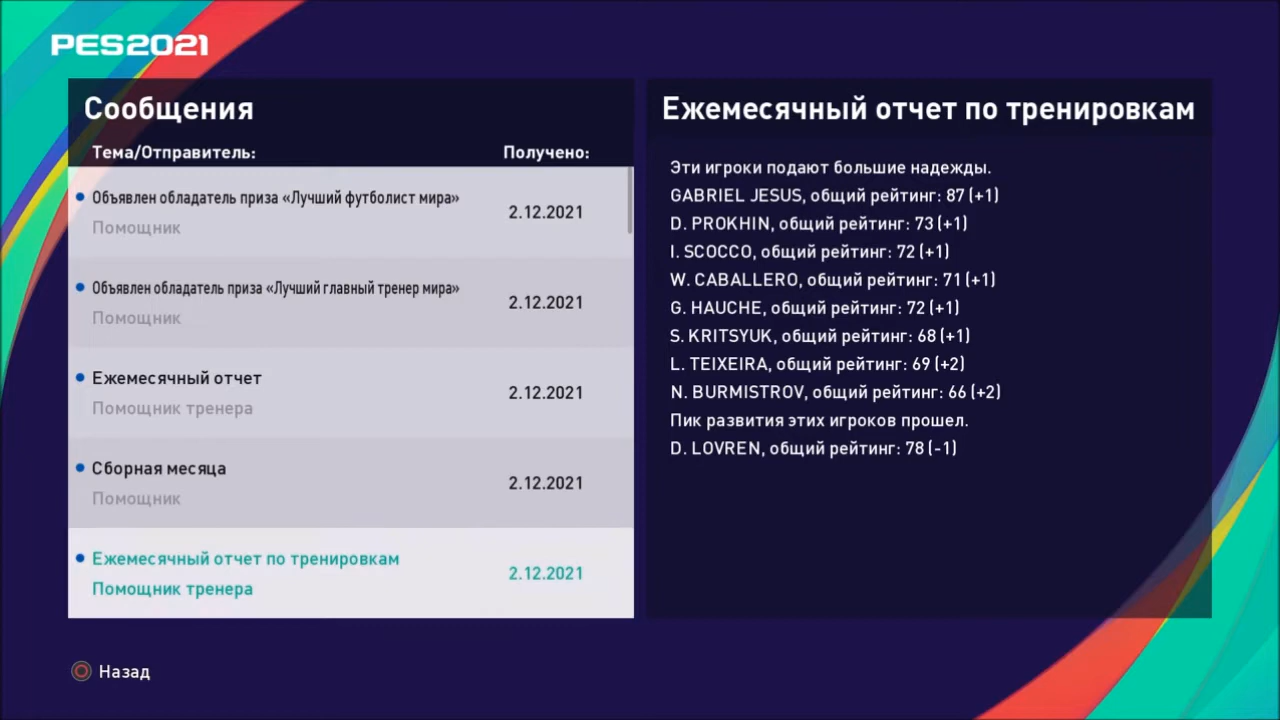 PES2021
Сообщения
Тема/Отправитель: Получено:
Объявлен обладатель приза «Лучший футболист мира»
Помощник
2.12.2021
Объявлен обладатель приза «Лучший главный тренер мира»
Помощник
2.12.2021
Ежемесячный отчет
Помощник тренера
2.12.2021
Сборная месяца
Помощник
2.12.2021
Ежемесячный отчет по тренировкам
Помощник тренера
2.12.2021
Ежемесячный отчет по тренировкам
Эти игроки подают большие надежды.
GABRIEL JESUS, общий рейтинг: 87 (+1)
D. PROKHIN, общий рейтинг: 73 (+1)
I. SCOCCO, общий рейтинг: 72 (+1)
W. CABALLERO, общий рейтинг: 71 (+1)
G. HAUCHE, общий рейтинг: 72 (+1)
S. KRITSYUK, общий рейтинг: 68 (+1)
L. TEIXEIRA, общий рейтинг: 69 (+2)
N. BURMISTROV, общий рейтинг: 66 (+2)
Пик развития этих игроков прошел.
D. LOVREN, общий рейтинг: 78 (-1)
Назад